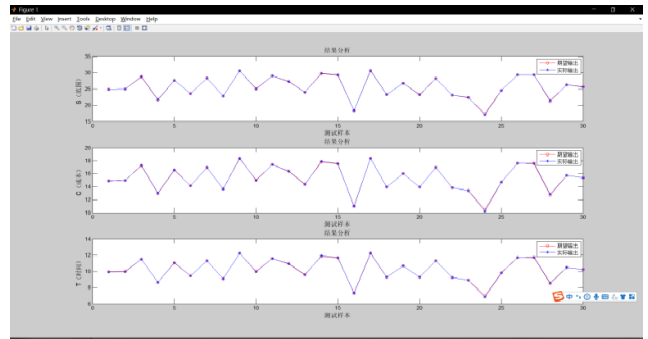 Figure 1
File Edit View Insert Tools Desktop Window Help
结果分析
35
30
25
20
15
S（范围）
期望输出
实际输出
0 5 10 15 20 25 30
测试样本
结果分析
20
18
16
14
12
10
C（成本）
期望输出
实际输出
0 5 10 15 20 25 30
测试样本
结果分析
14
12
10
8
6
T（时间）
期望输出
实际输出
0 5 10 15 20 25 30
测试样本
中